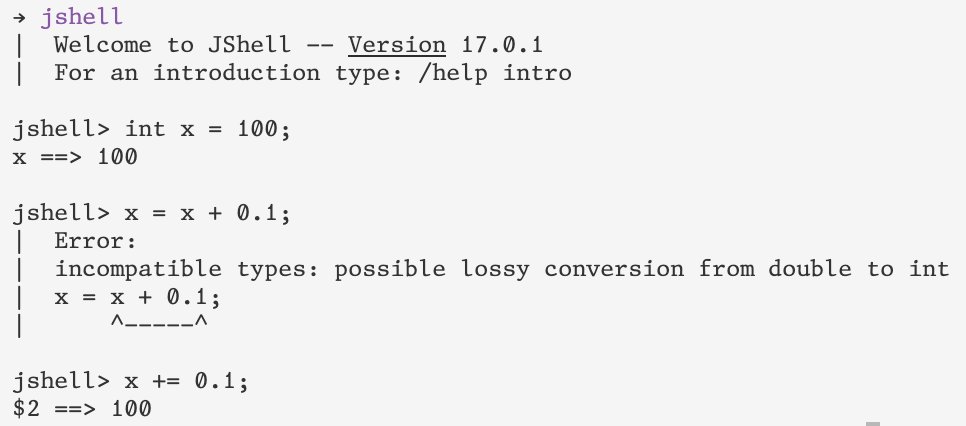 → jshell
|  Welcome to JShell -- Version 17.0.1
|  For an introduction type: /help intro
jshell> int x = 100;
x ==> 100
jshell> x = x + 0.1;
|  Error:
|  incompatible types: possible lossy conversion from double to int
|  x = x + 0.1;
|      ^-----^
jshell> x += 0.1;
$2 ==> 100